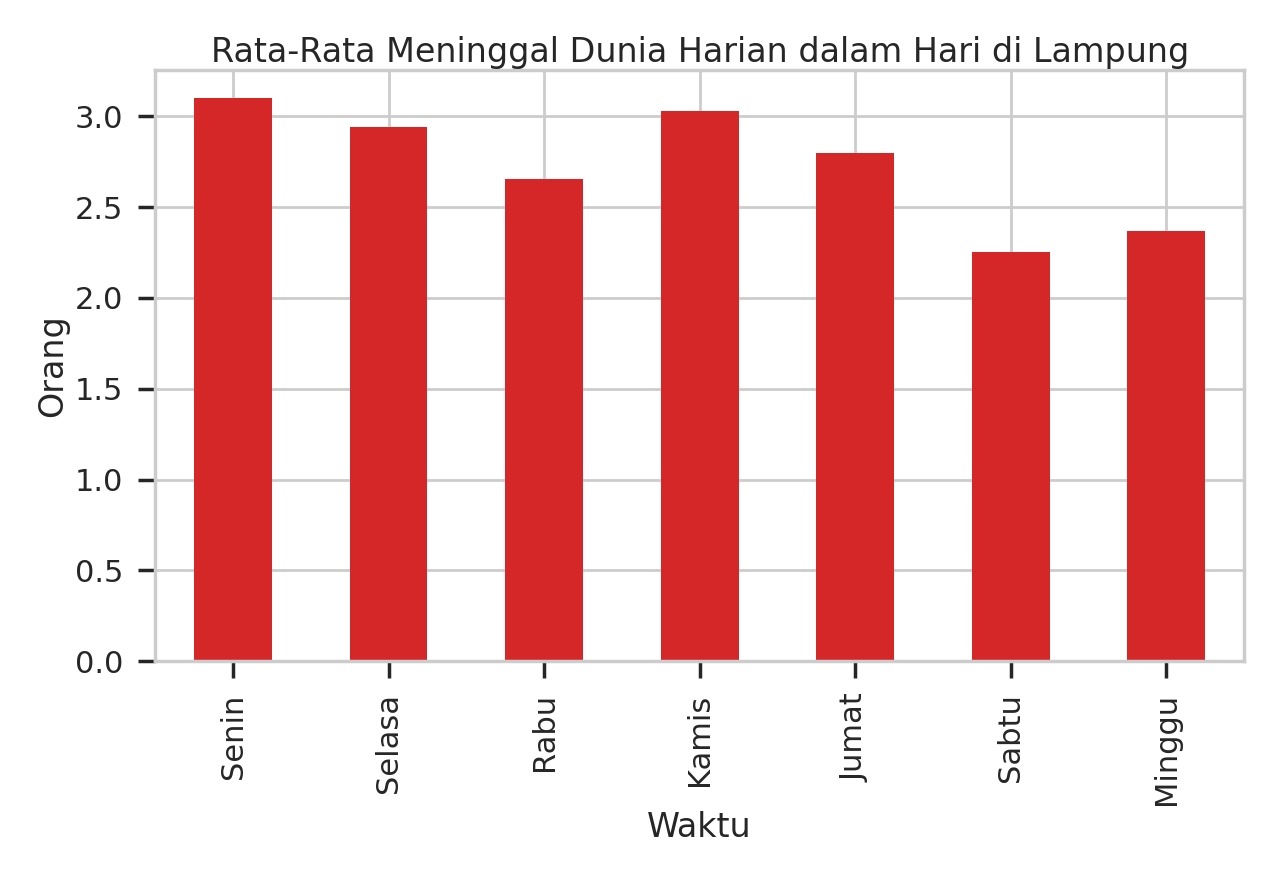 Rata-Rata Meninggal Dunia Harian dalam Hari di Lampung
Orang
3.0
2.5
2.0
1.5
1.0
0.5
0.0
Senin
Selasa
Rabu
Kamis
Jumat
Sabtu
Minggu
Waktu